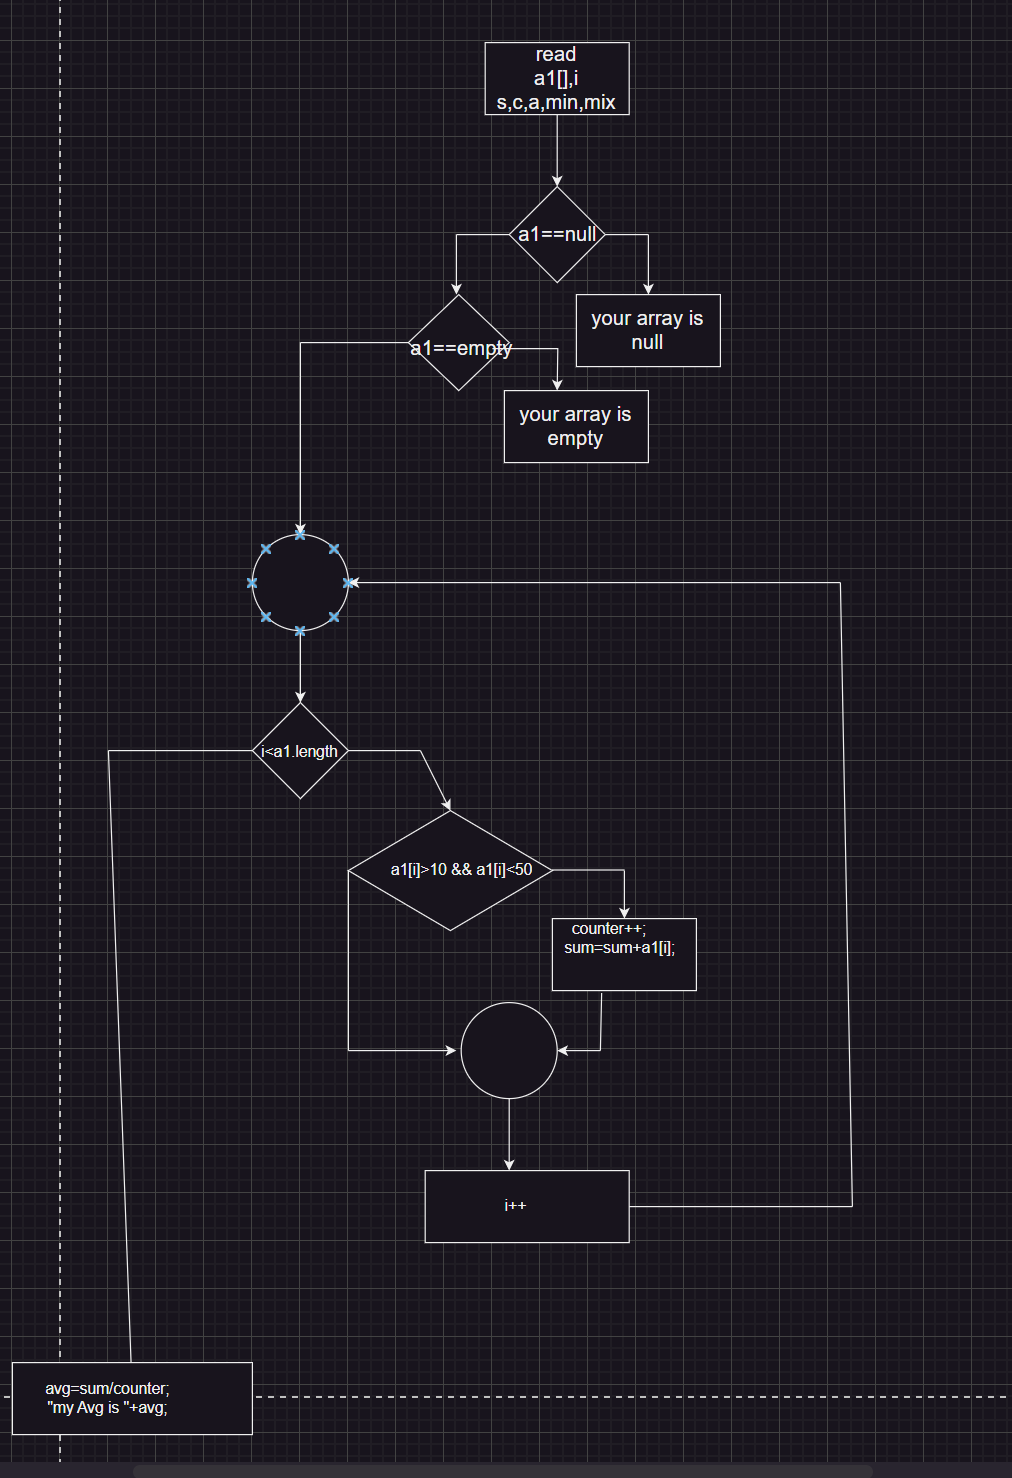 read
a1[],i
s,c,a,min,mix
a1==null
your array is
null
a1==empty
your array is
empty
i<a1.length
a1[i]>10 && a1[i]<50
counter++;
sum=sum+a1[i];
i++
avg=sum/counter;
"my Avg is "+avg;